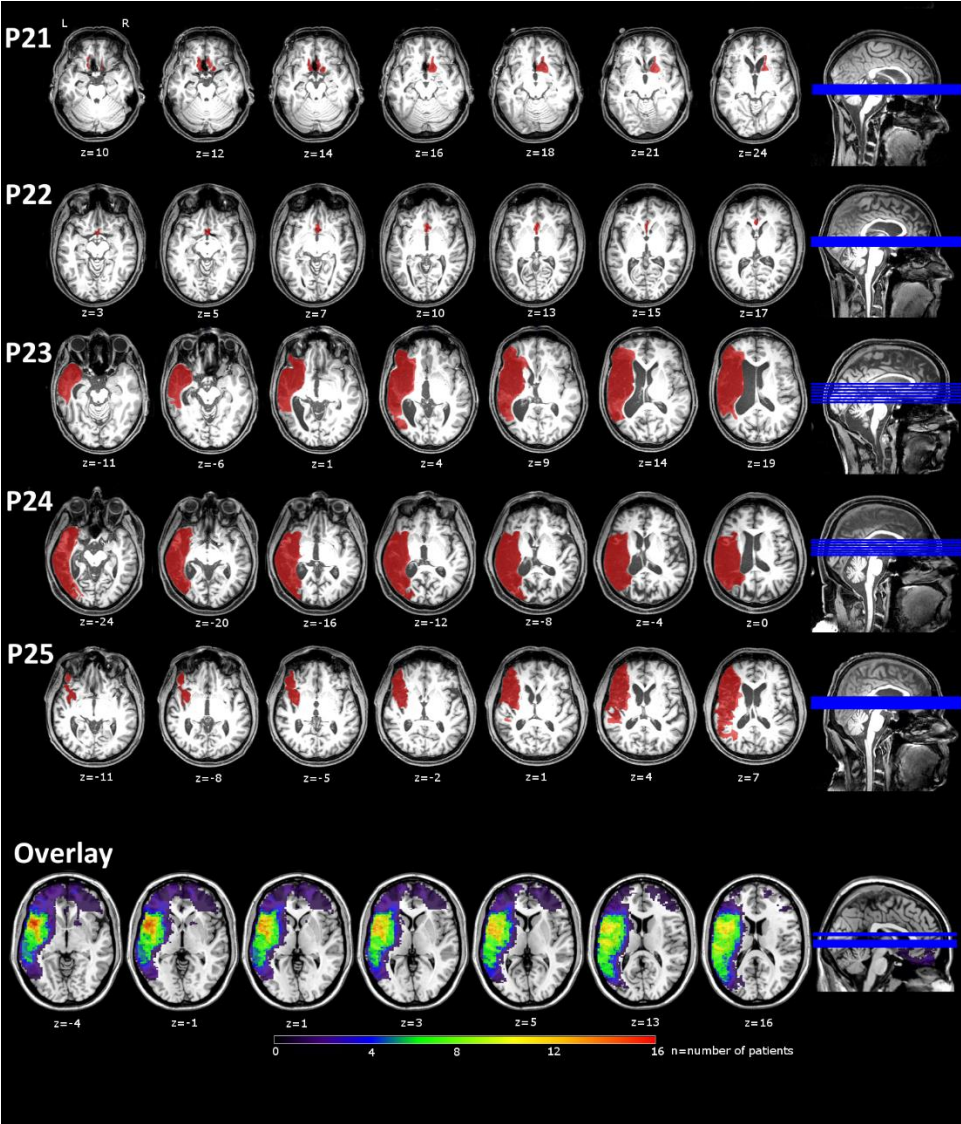 L R
P21
z=10 z=12 z=14 z=16 z=18 z=21 z=24
P22
z=3 z=5 z=7 z=10 z=13 z=15 z=17
P23
z=-11 z=-6 z=1 z=4 z=9 z=14 z=19
P24
z=-24 z=-20 z=-16 z=-12 z=-8 z=-4 z=0
P25
z=-11 z=-8 z=-5 z=-2 z=1 z=4 z=7
Overlay
z=-4 z=-1 z=1 z=3 z=5 z=13 z=16
0 4 8 12 16 n=number of patients